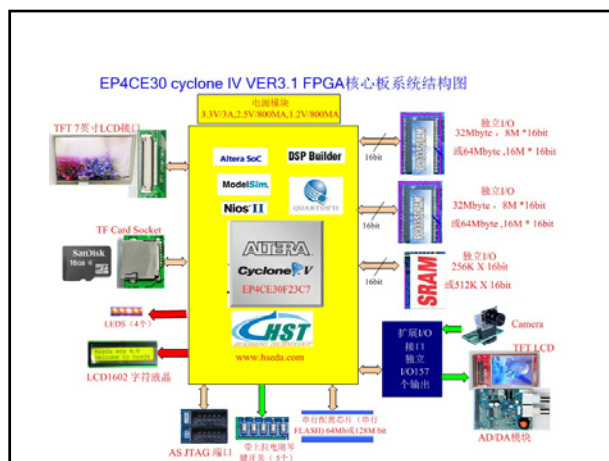 EP4CE30 cyclone IV VER3.1 FPGA核心板系统结构图
电源模块
3.3V/3A,2.5V/800MA,1.2V/800MA
TFT 7英寸LCD接口
Altera SoC
DSP Builder
ModelSim
Nios II
QUARTUS II
ALTERA
Cyclone IV
EP4CE30F23C7
HST
www.hseda.com
TF Card Socket
SanDisk
16GB
LEDS（4个）
LCD1602 字符液晶
AS JTAG 端口
带上拉电阻琴
键开关（ 5个）
串行配置芯片（串行
FLASH) 64Mb或128M bit
16bit
独立I/O
32Mbyte ， 8M *16bit
或64Mbyte ,16M * 16bit
16bit
独立I/O
32Mbyte ， 8M *16bit
或64Mbyte ,16M * 16bit
16bit
SRAM
独立I/O
256K X 16bit
或512K X 16bit
扩展I/O
接口
独立
I/O157
个输出
Camera
TFT LCD
AD/DA模块